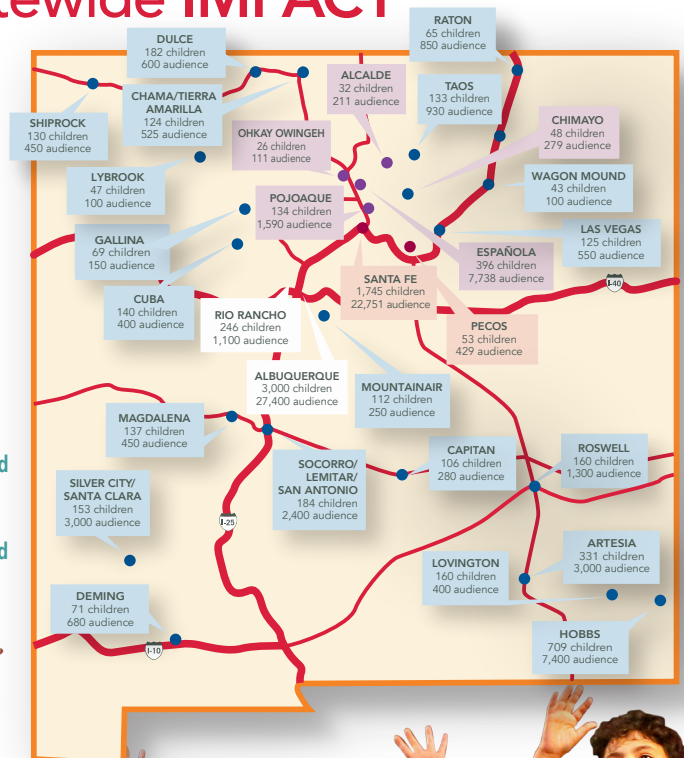 IMPACT
RATON
65 children
850 audience
DULCE
182 children
600 audience
ALCALDE
32 children
211 audience
TAOS
133 children
930 audience
CHAMA/TIERRA
AMARILLA
124 children
525 audience
SHIPROCK
130 children
450 audience
OHKAY OWINGEH
26 children
111 audience
CHIMAYO
48 children
279 audience
LYBROOK
47 children
100 audience
WAGON MOUND
43 children
100 audience
POJOAQUE
134 children
1,590 audience
GALLINA
69 children
150 audience
LAS VEGAS
125 children
550 audience
ESPAÑOLA
396 children
7,738 audience
SANTA FE
1,745 children
22,751 audience
I-40
CUBA
140 children
400 audience
RIO RANCHO
246 children
1,100 audience
PECOS
53 children
429 audience
ALBUQUERQUE
3,000 children
27,400 audience
MOUNTAINAIR
112 children
250 audience
MAGDALENA
137 children
450 audience
SOCORRO/
LEMITAR/
SAN ANTONIO
184 children
2,400 audience
CAPITAN
106 children
280 audience
ROSWELL
160 children
1,300 audience
SILVER CITY/
SANTA CLARA
153 children
3,000 audience
I-25
ARTESIA
331 children
3,000 audience
LOVINGTON
160 children
400 audience
DEMING
71 children
680 audience
I-10
HOBBS
709 children
7,400 audience